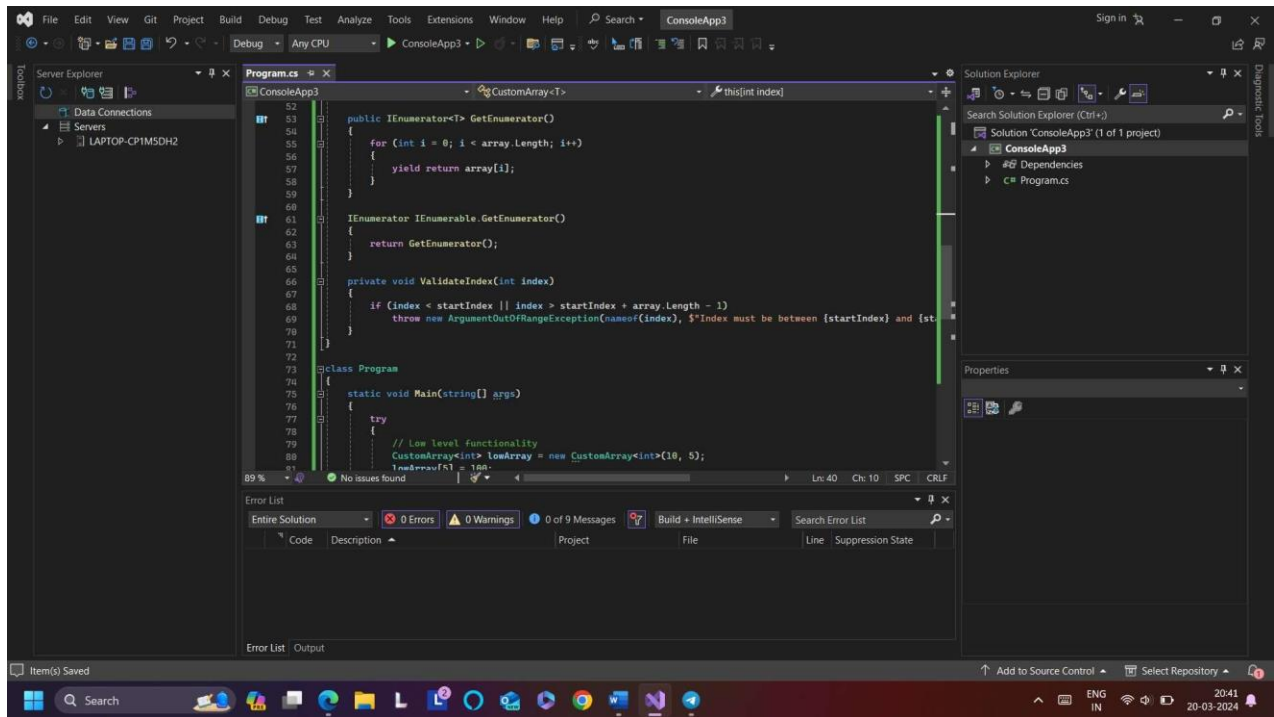 File Edit View Git Project Build Debug Test Analyze Tools Extensions Window Help Search ConsoleApp3 Sign in
Debug Any CPU ConsoleApp3
Toolbox
Server Explorer
Data Connections
Servers
LAPTOP-CP1M5DH2
Program.cs
ConsoleApp3 CustomArray<T> this[int index]
52
53 public IEnumerator<T> GetEnumerator()
54 {
55 for (int i = 0; i < array.Length; i++)
56 {
57 yield return array[i];
58 }
59 }
60
61 IEnumerator IEnumerable.GetEnumerator()
62 {
63 return GetEnumerator();
64 }
65
66 private void ValidateIndex(int index)
67 {
68 if (index < startIndex || index > startIndex + array.Length - 1)
69 throw new ArgumentOutOfRangeException(nameof(index), $"Index must be between {startIndex} and {st
70 }
71 }
72
73 class Program
74 {
75 static void Main(string[] args)
76 {
77 try
78 {
79 // Low level functionality
80 CustomArray<int> lowArray = new CustomArray<int>(10, 5);
81 lowArray[5] = 100;
89 % No issues found Ln: 40 Ch: 10 SPC CRLF
Error List
Entire Solution 0 Errors 0 Warnings 0 of 9 Messages Build + IntelliSense Search Error List
Code Description Project File Line Suppression State
Error List Output
Solution Explorer
Search Solution Explorer (Ctrl+;)
Solution 'ConsoleApp3' (1 of 1 project)
ConsoleApp3
Dependencies
C# Program.cs
Properties
Diagnostic Tools
Item(s) Saved Add to Source Control Select Repository
Search
ENG
IN
20:41
20-03-2024